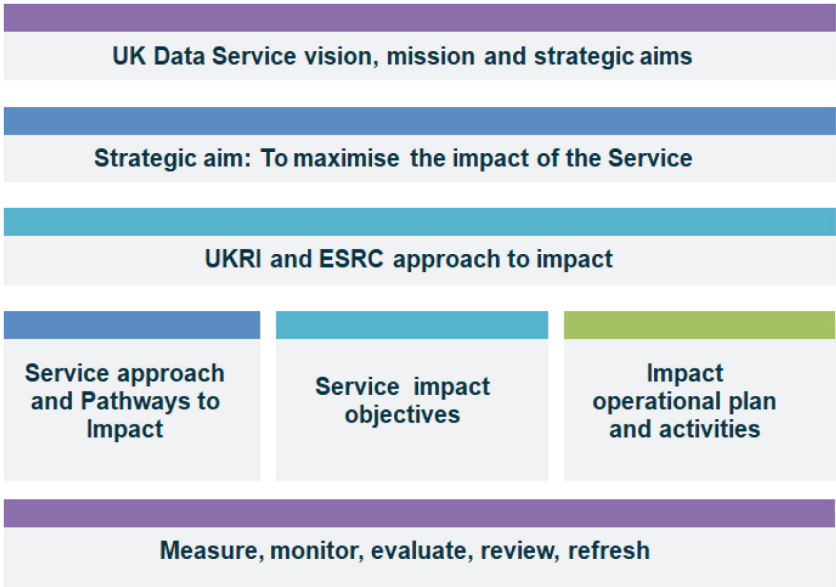 UK Data Service vision, mission and strategic aims
Strategic aim: To maximise the impact of the Service
UKRI and ESRC approach to impact
Service approach
and Pathways to
Impact
Service impact
objectives
Impact
operational plan
and activities
Measure, monitor, evaluate, review, refresh